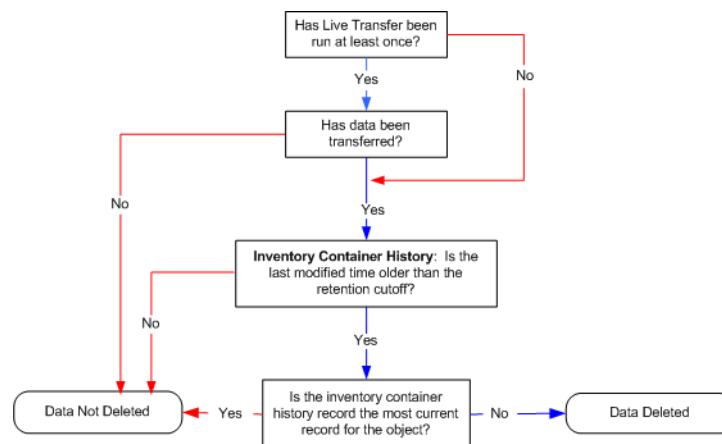 Has Live Transfer been
run at least once?
No
Yes
Has data been
transferred?
No
Yes
Inventory Container History: Is the
last modified time older than the
retention cutoff?
No
Yes
Data Not Deleted
Yes
Is the inventory container
history record the most current
record for the object?
No
Data Deleted